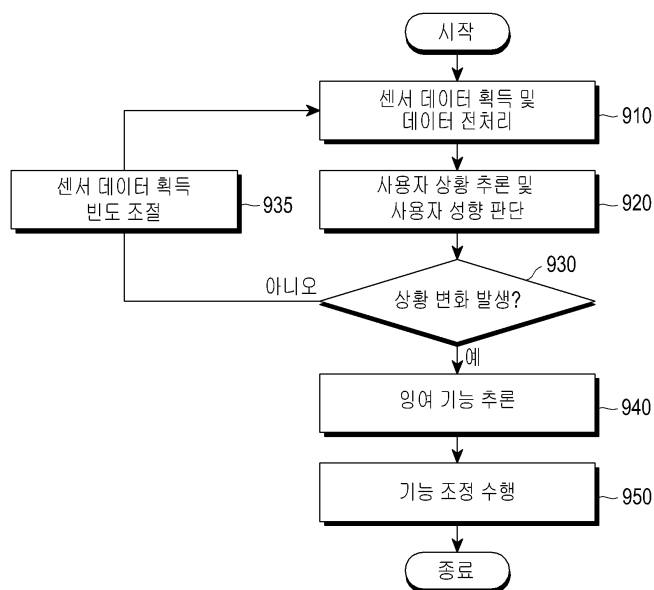 시작
센서 데이터 획득 및
데이터 전처리
910
센서 데이터 획득
빈도 조절
935
사용자 상황 추론 및
사용자 성향 판단
920
930
아니오
상황 변화 발생?
예
잉여 기능 추론
940
기능 조정 수행
950
종료